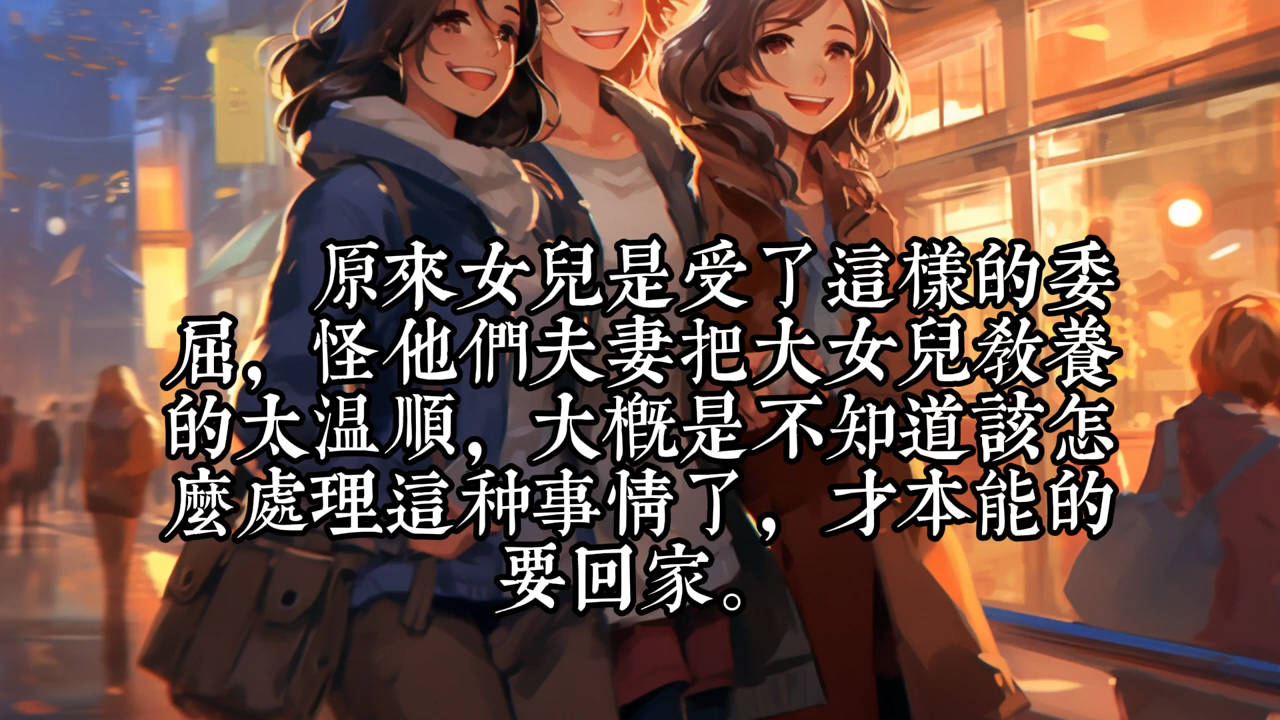 原來女兒是受了這樣的委
屈，怪他們夫妻把大女兒教養
的太温順，大概是不知道該怎
麼處理這种事情了，才本能的
要回家。